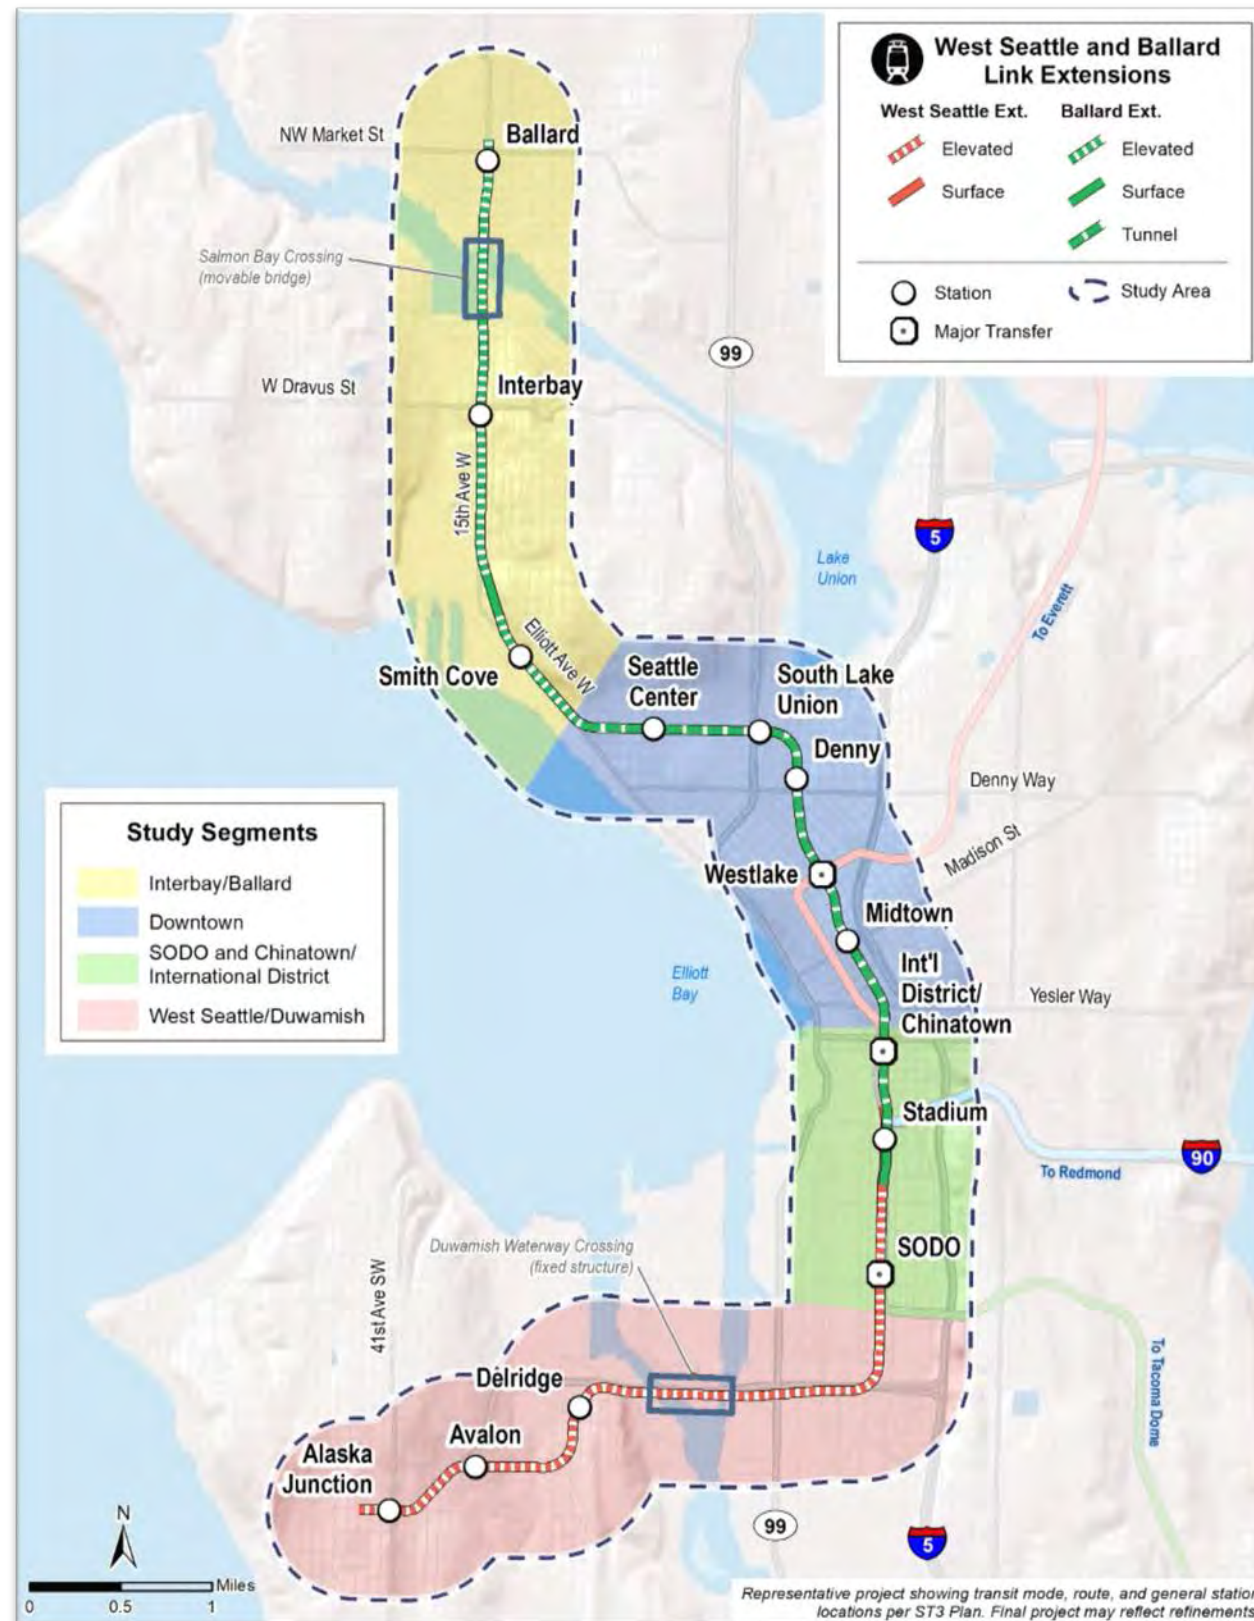 West Seattle and Ballard
Link Extensions
West Seattle Ext.
Ballard Ext.
Elevated
Elevated
Surface
Surface
Tunnel
Station
Study Area
Major Transfer
NW Market St
Ballard
Salmon Bay Crossing
(movable bridge)
99
W Dravus St
Interbay
15th Ave W
5
Lake
Union
To Everett
Elliott Ave W
Smith Cove
Seattle
Center
South Lake
Union
Denny
Denny Way
Madison St
Westlake
Midtown
Study Segments
Interbay/Ballard
Downtown
SODO and Chinatown/
International District
West Seattle/Duwamish
Elliott
Bay
Int'l
District/
Chinatown
Yesler Way
Stadium
90
To Redmond
SODO
Duwamish Waterway Crossing
(fixed structure)
41st Ave SW
Delridge
Avalon
Alaska
Junction
To Tacoma Dome
99
5
N
0
0.5
1
Miles
Representative project showing transit mode, route, and general station
locations per ST3 Plan. Final project may reflect refinements